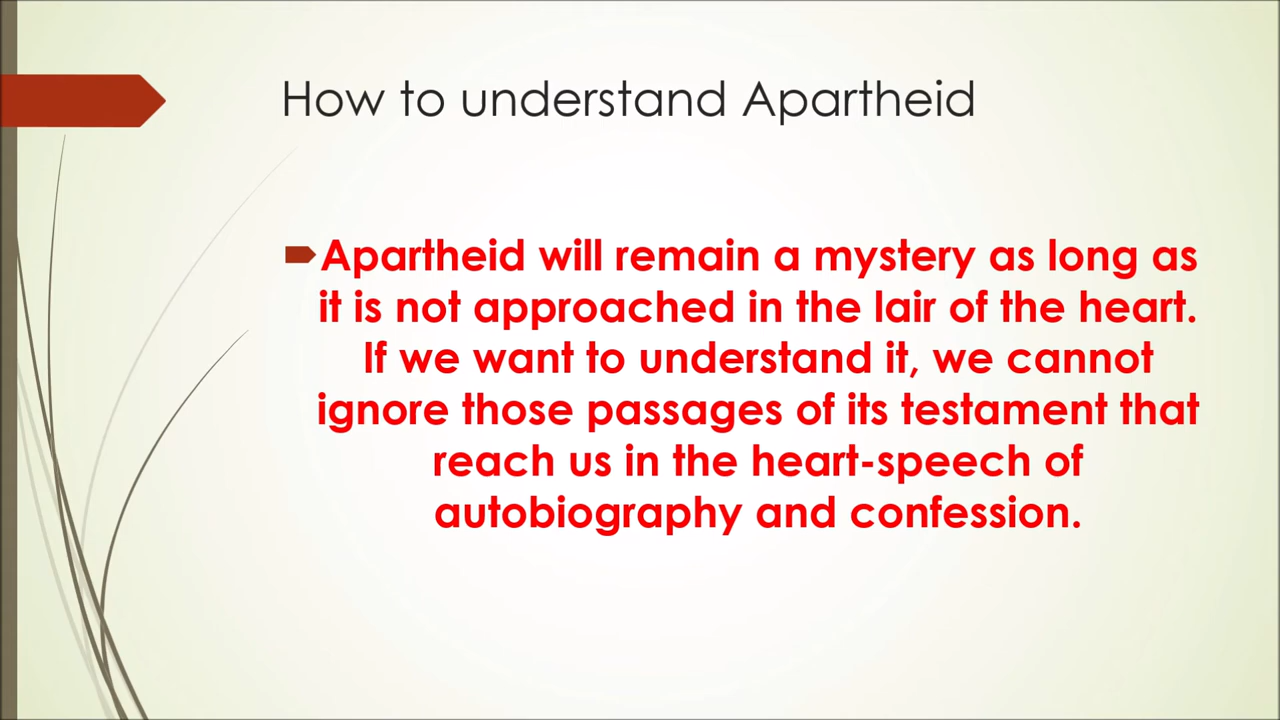 How to understand Apartheid
Apartheid will remain a mystery as long as
it is not approached in the lair of the heart.
If we want to understand it, we cannot
ignore those passages of its testament that
reach us in the heart-speech of
autobiography and confession.